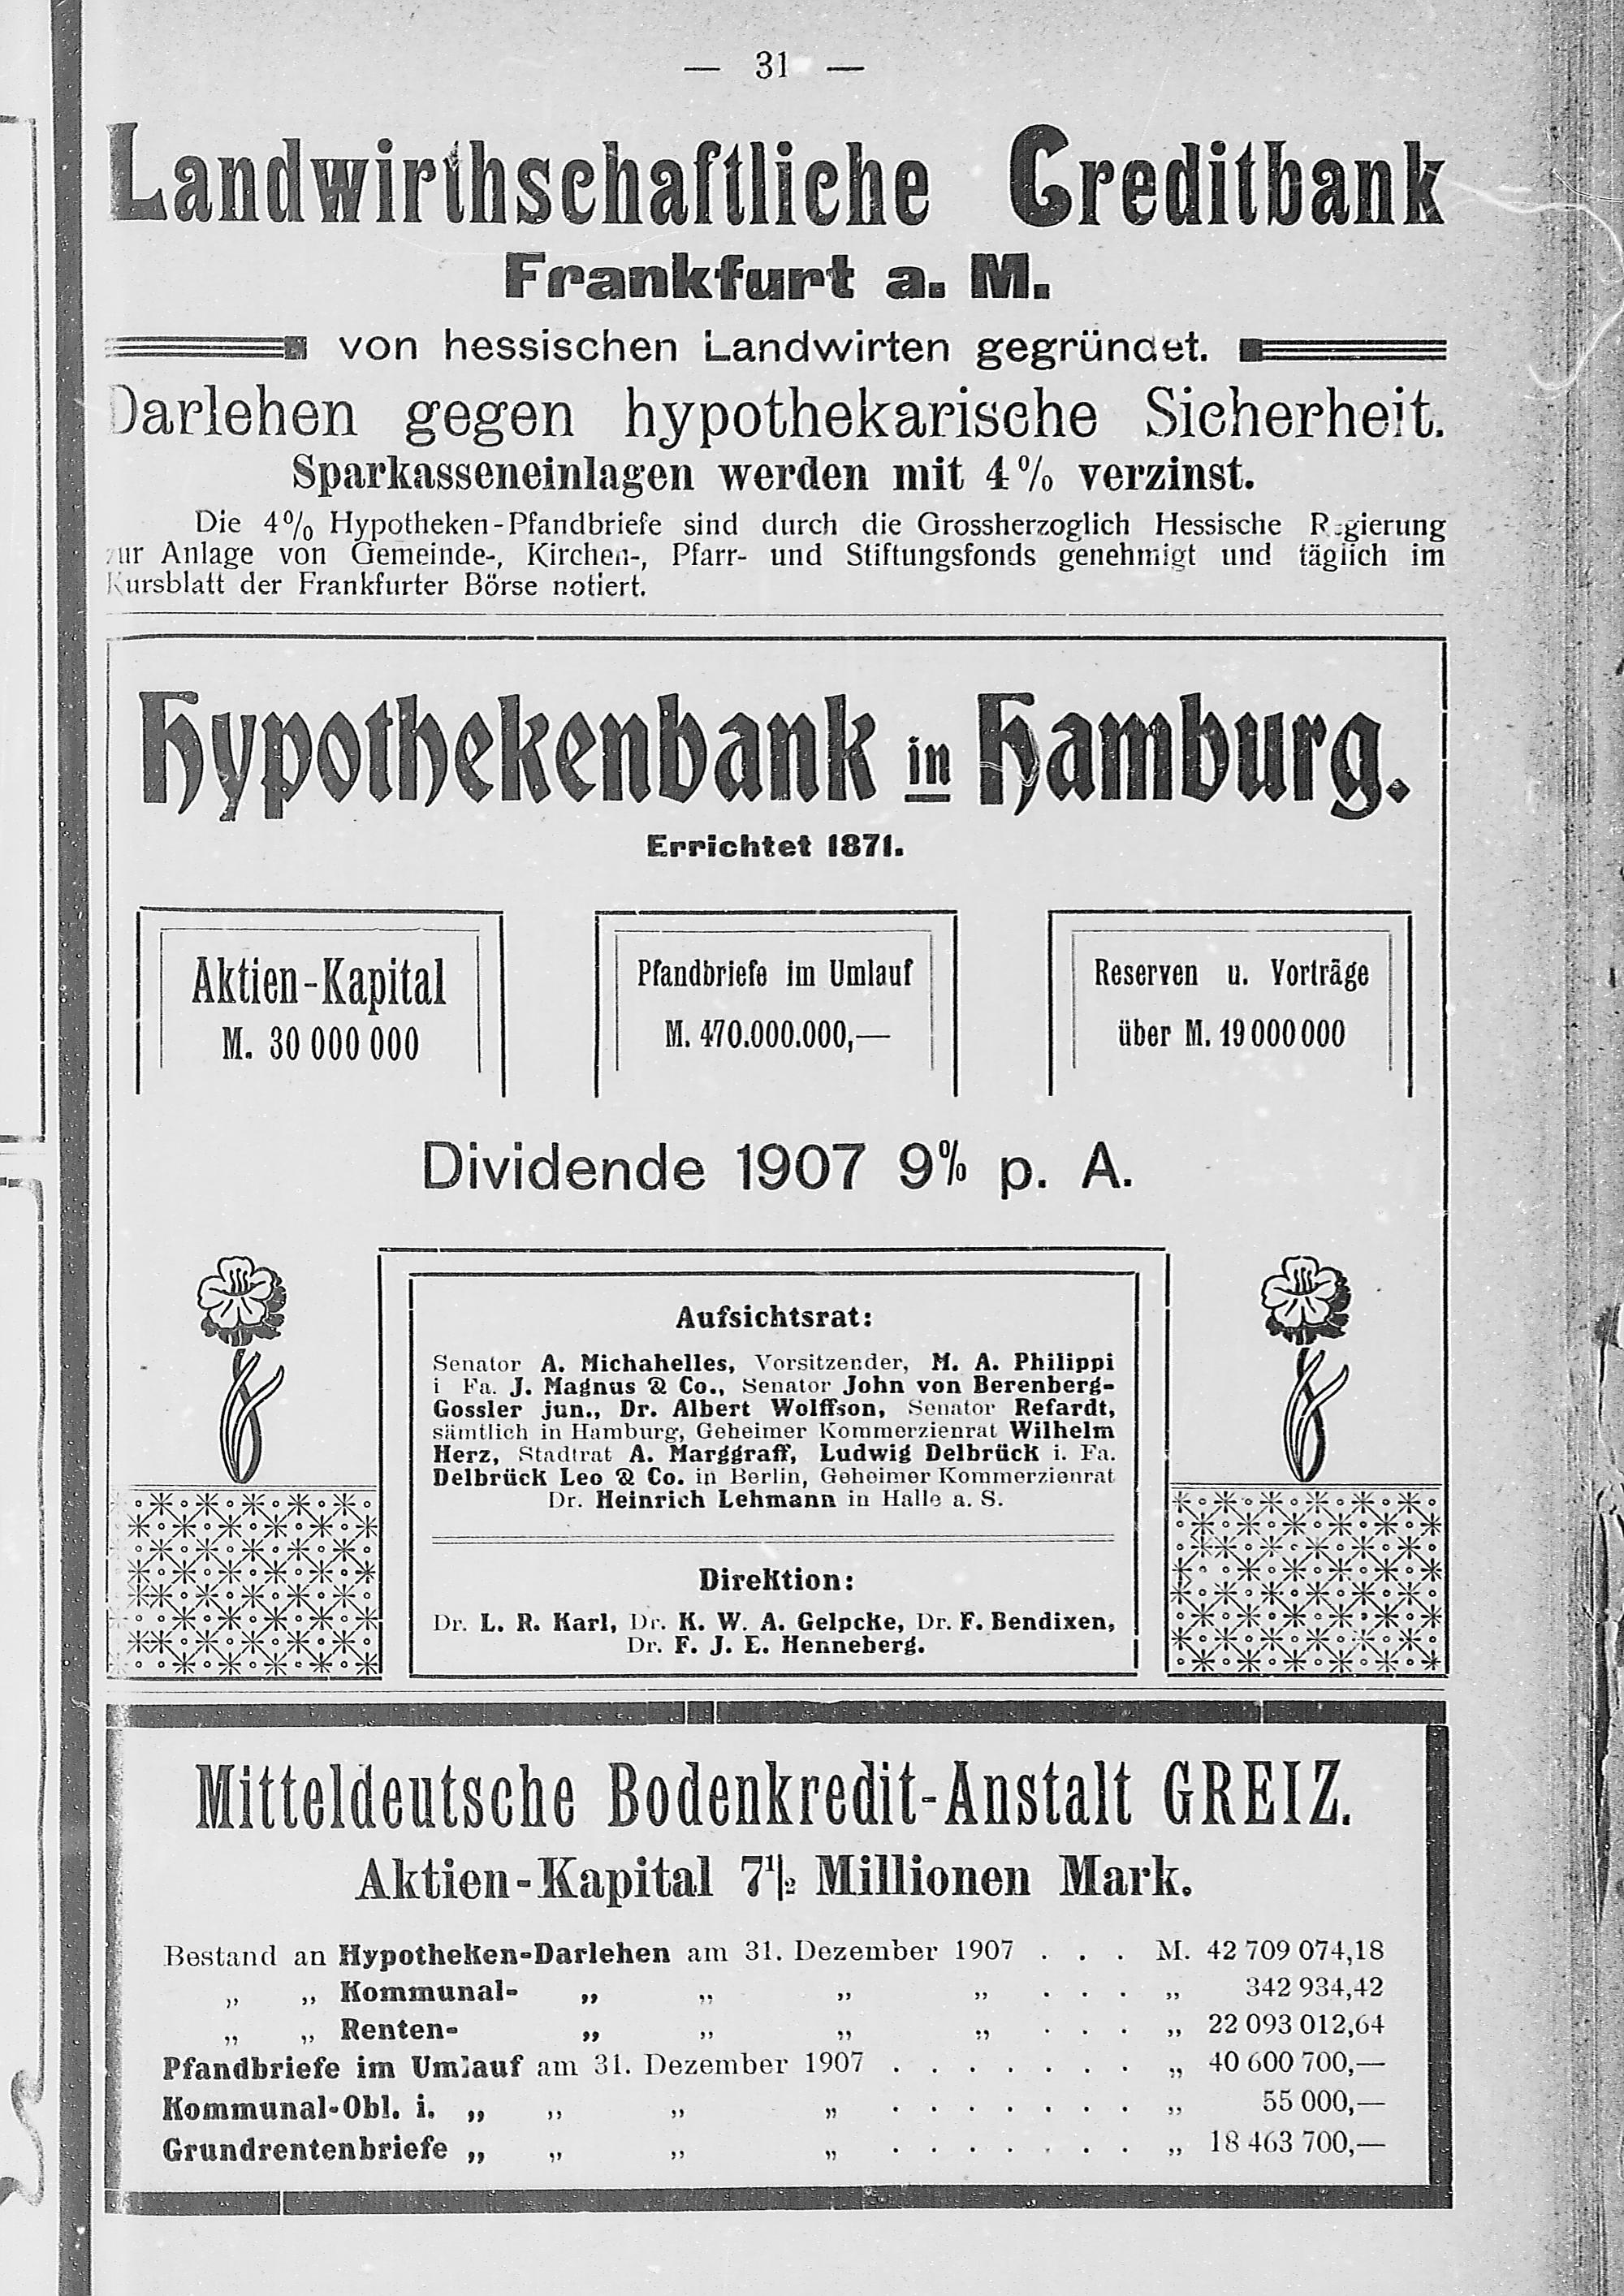 — 31 —
Landwirthschaftliche Creditbank
Frankfurt a. M.
von hessischen Landwirten gegründet.
Darlehen gegen hypothekarische Sicherheit.
Sparkasseneinlagen werden mit 4% verzinst.
Die 4% Hypotheken-Pfandbriefe sind durch die Grossherzoglich Hessische Regierung
zur Anlage von Gemeinde-, Kirchen-, Pfarr- und Stiftungsfonds genehmigt und täglich im
Kursblatt der Frankfurter Börse notiert.
Hypothekenbank in Hamburg.
Errichtet 1871.
Aktien-Kapital
M. 30 000 000
Pfandbriefe im Umlauf
M. 470.000.000,—
Reserven u. Vorträge
über M. 19 000 000
Dividende 1907 9% p. A.
Aufsichtsrat:
Senator A. Michahelles, Vorsitzender, M. A. Philippi
i Fa. J. Magnus & Co., Senator John von Berenberg-
Gossler jun., Dr. Albert Wolffson, Senator Refardt,
sämtlich in Hamburg, Geheimer Kommerzienrat Wilhelm
Herz, Stadtrat A. Marggraff, Ludwig Delbrück i. Fa.
Delbrück Leo & Co. in Berlin, Geheimer Kommerzienrat
Dr. Heinrich Lehmann in Halle a. S.
Direktion:
Dr. L. R. Karl, Dr. K. W. A. Gelpcke, Dr. F. Bendixen,
Dr. F. J. E. Henneberg.
Mitteldeutsche Bodenkredit-Anstalt GREIZ.
Aktien-Kapital 7½ Millionen Mark.
Bestand an Hypotheken-Darlehen am 31. Dezember 1907 . . . M. 42 709 074,18
„ „ Kommunal- „ „ „ „ . . . „ 342 934,42
„ „ Renten- „ „ „ „ . . . „ 22 093 012,64
Pfandbriefe im Umlauf am 31. Dezember 1907 . . . . . . . „ 40 600 700,—
Kommunal-Obl. i. „ „ „ „ . . . . . . . „ 55 000,—
Grundrentenbriefe „ „ „ „ . . . . . . . „ 18 463 700,—